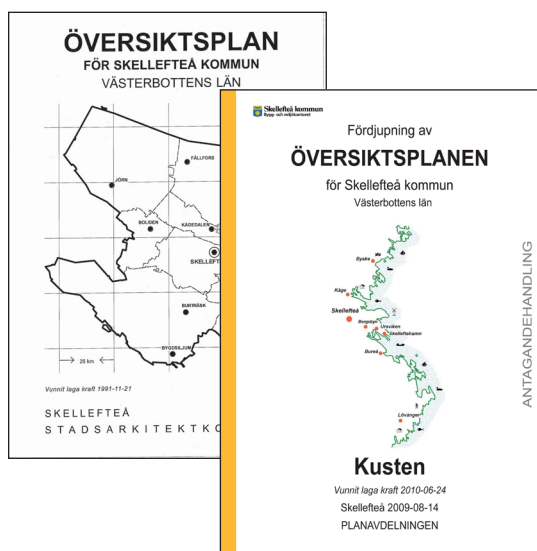 ÖVERSIKTSPLAN
FÖR SKELLEFTEÅ KOMMUN
VÄSTERBOTTENS LÄN
FÄLLFORS
JÖRN
BOLIDEN
KÅGEDALEN
SKELLEFT
BURTRÄSK
BYGDSILJUM
25 km
Vunnit laga kraft 1991-11-21
SKELLEFTEÅ
STADSARKITEKTKO
Skellefteå kommun
Bygg- och miljökontoret
Fördjupning av
ÖVERSIKTSPLANEN
för Skellefteå kommun
Västerbottens län
Byske
Kåge
Skellefteå
Bergsbyn
Ursviken
Skelleftehamn
Bureå
Lövånger
Kusten
Vunnit laga kraft 2010-06-24
Skellefteå 2009-08-14
PLANAVDELNINGEN
ANTAGANDEHANDLING